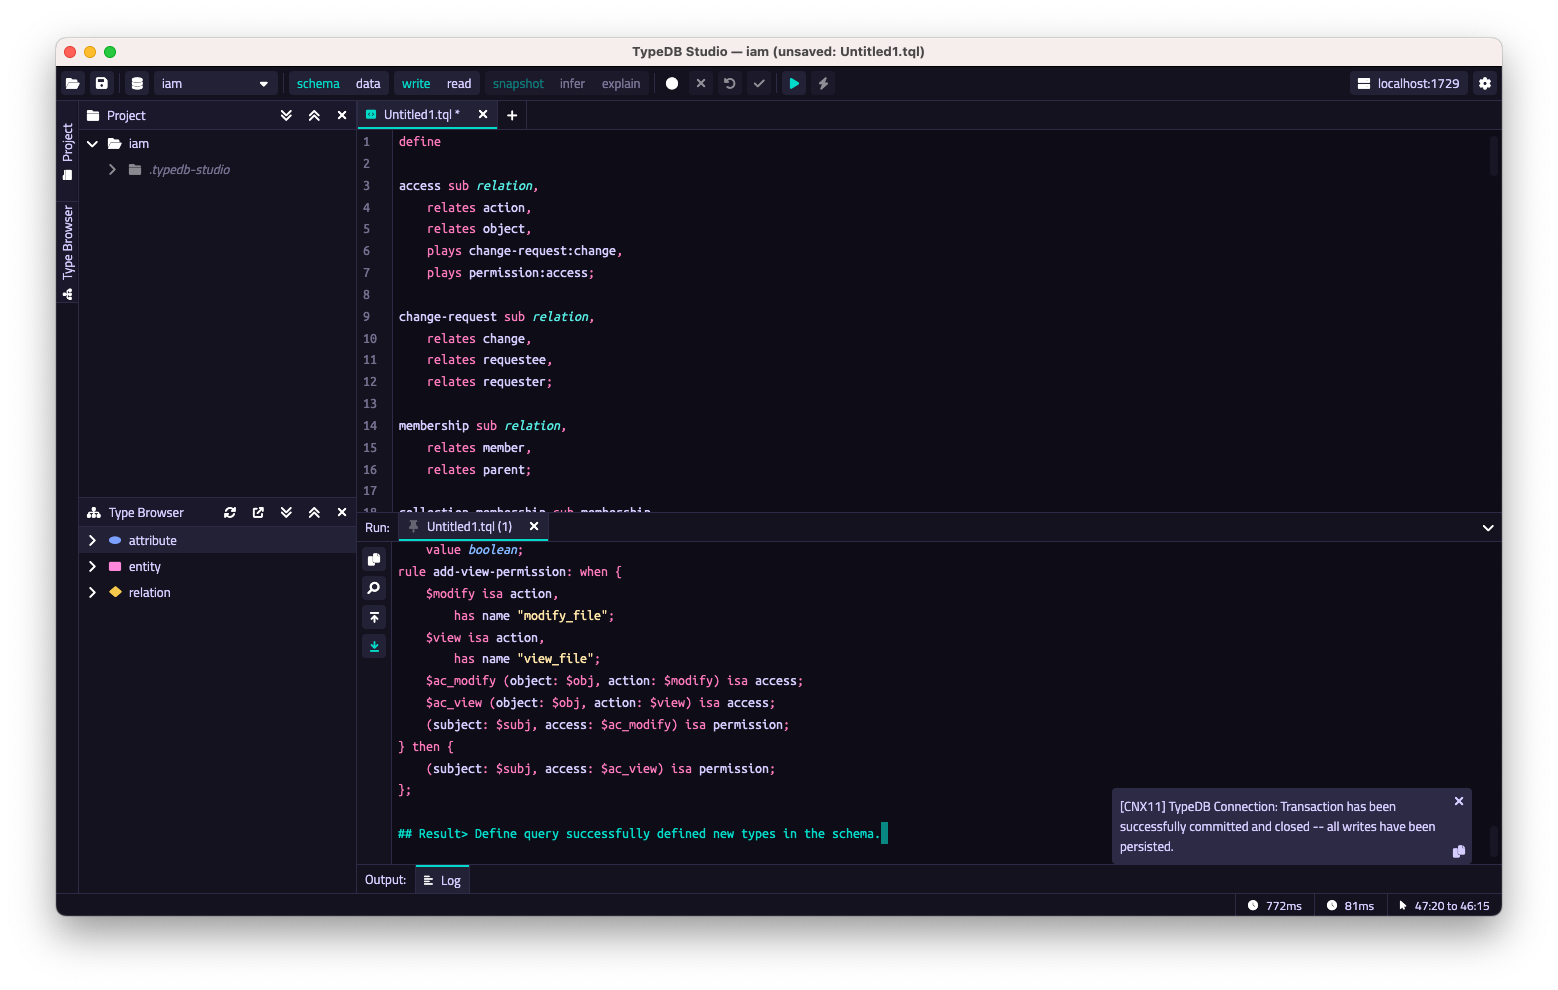 TypeDB Studio — iam (unsaved: Untitled1.tql)
iam schema data write read snapshot infer explain localhost:1729
Project
Type Browser
Project
iam
.typedb-studio
Untitled1.tql *
1 define
2
3 access sub relation,
4 relates action,
5 relates object,
6 plays change-request:change,
7 plays permission:access;
8
9 change-request sub relation,
10 relates change,
11 relates requestee,
12 relates requester;
13
14 membership sub relation,
15 relates member,
16 relates parent;
17
18 collection-membership sub membership
Type Browser
attribute
entity
relation
Run: Untitled1.tql (1)
value boolean;
rule add-view-permission: when {
$modify isa action,
has name "modify_file";
$view isa action,
has name "view_file";
$ac_modify (object: $obj, action: $modify) isa access;
$ac_view (object: $obj, action: $view) isa access;
(subject: $subj, access: $ac_modify) isa permission;
} then {
(subject: $subj, access: $ac_view) isa permission;
};
## Result> Define query successfully defined new types in the schema.
[CNX11] TypeDB Connection: Transaction has been
successfully committed and closed -- all writes have been
persisted.
Output: Log
772ms 81ms 47:20 to 46:15